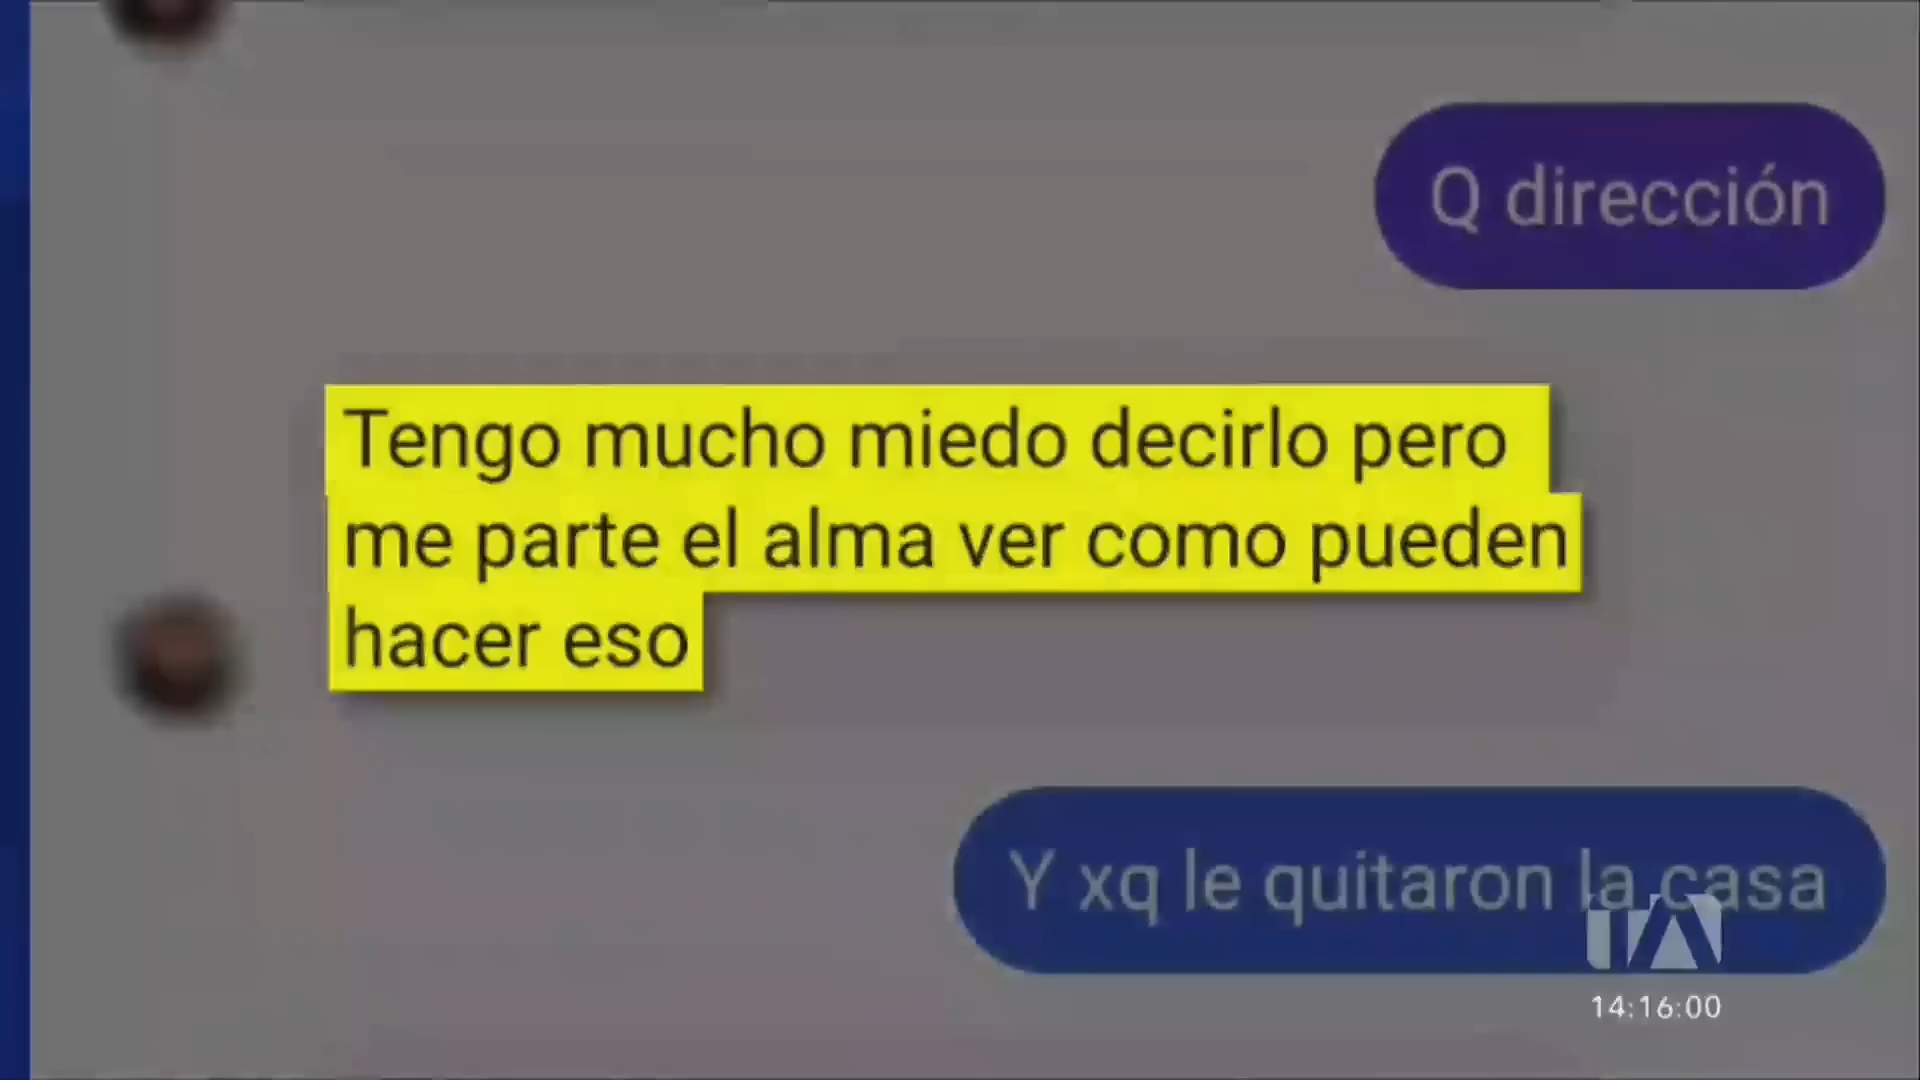 Q dirección
Tengo mucho miedo decirlo pero
me parte el alma ver como pueden
hacer eso
Y xq le quitaron la casa
14:16:00